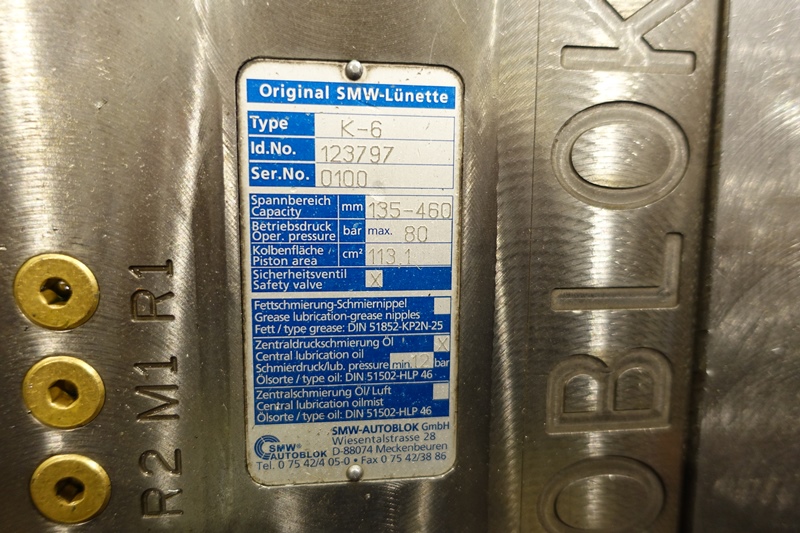 Original SMW-Lünette
Type K-6
Id.No. 123797
Ser.No. 0100
Spannbereich mm 135-460
Capacity
Betriebsdruck bar max. 80
Oper. pressure
Kolbenfläche cm² 113.1
Piston area
Sicherheitsventil X
Safety valve
Fettschmierung-Schmiernippel
Grease lubrication-grease nipples
Fett / type grease: DIN 51852-KP2N-25
Zentraldruckschmierung Öl X
Central lubrication oil
Schmierdruck/lub. pressure min. 12 bar
Ölsorte / type oil: DIN 51502-HLP 46
Zentralschmierung Öl/ Luft
Central lubrication oilmist
Ölsorte / type oil: DIN 51502-HLP 46
SMW-AUTOBLOK GmbH
Wiesentalstrasse 28
D-88074 Meckenbeuren
SMW®
AUTOBLOK
Tel. 0 75 42/4 05-0 • Fax 0 75 42/38 86
R1
M1
R2
OBLOK